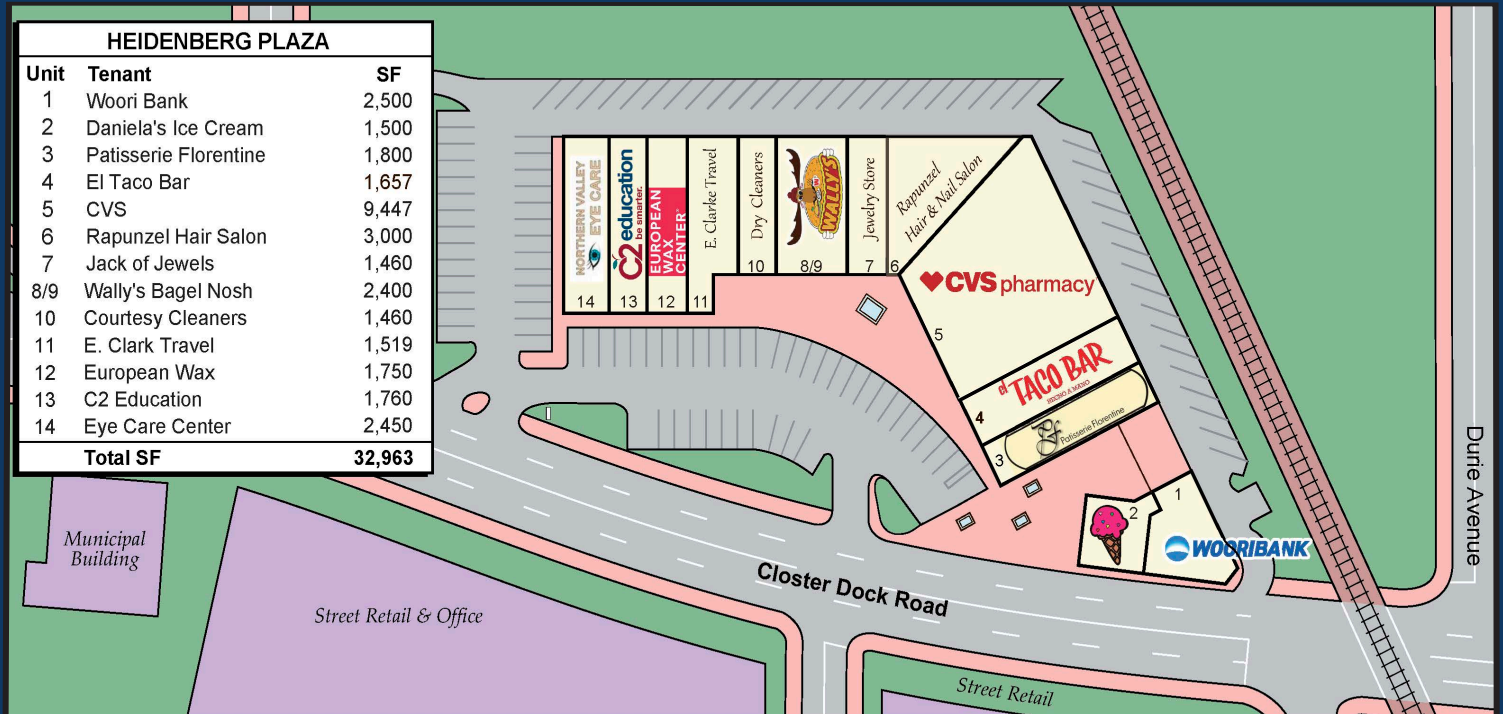 HEIDENBERG PLAZA
Unit Tenant SF
1 Woori Bank 2,500
2 Daniela's Ice Cream 1,500
3 Patisserie Florentine 1,800
4 El Taco Bar 1,657
5 CVS 9,447
6 Rapunzel Hair Salon 3,000
7 Jack of Jewels 1,460
8/9 Wally's Bagel Nosh 2,400
10 Courtesy Cleaners 1,460
11 E. Clark Travel 1,519
12 European Wax 1,750
13 C2 Education 1,760
14 Eye Care Center 2,450
Total SF 32,963
NORTHERN VALLEY
EYE CARE
14
C2 education
be smarter.
13
EUROPEAN
WAX
CENTER
12
E. Clarke Travel
11
Dry Cleaners
10
WALLY'S
8/9
Jewelry Store
7
Rapunzel
Hair & Nail Salon
6
CVS pharmacy
5
el TACO BAR
HECHO A MANO
4
Patisserie Florentine
3
2
1
WOORIBANK
Durie Avenue
Closter Dock Road
Municipal
Building
Street Retail & Office
Street Retail